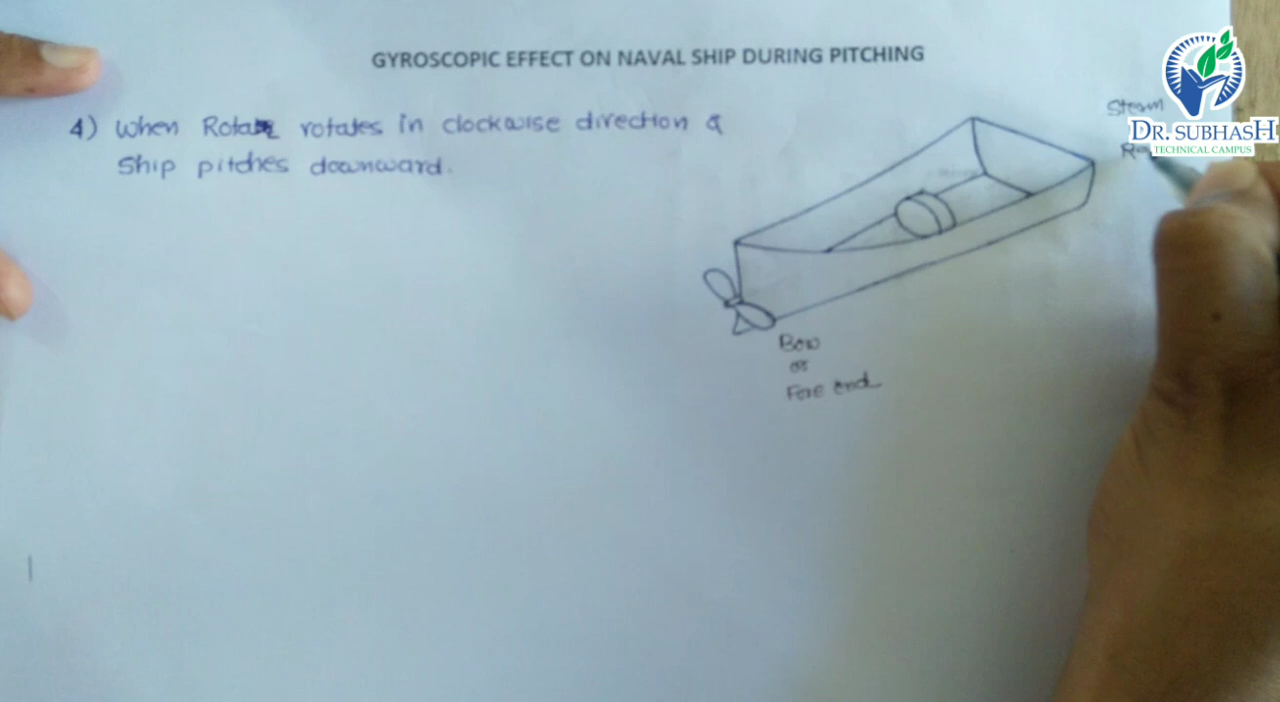 GYROSCOPIC EFFECT ON NAVAL SHIP DURING PITCHING
4) When Rotor rotates in clockwise direction &
Ship pitches downward.
Stern
DR. SUBHASH
TECHNICAL CAMPUS
Bow
or
Fore end